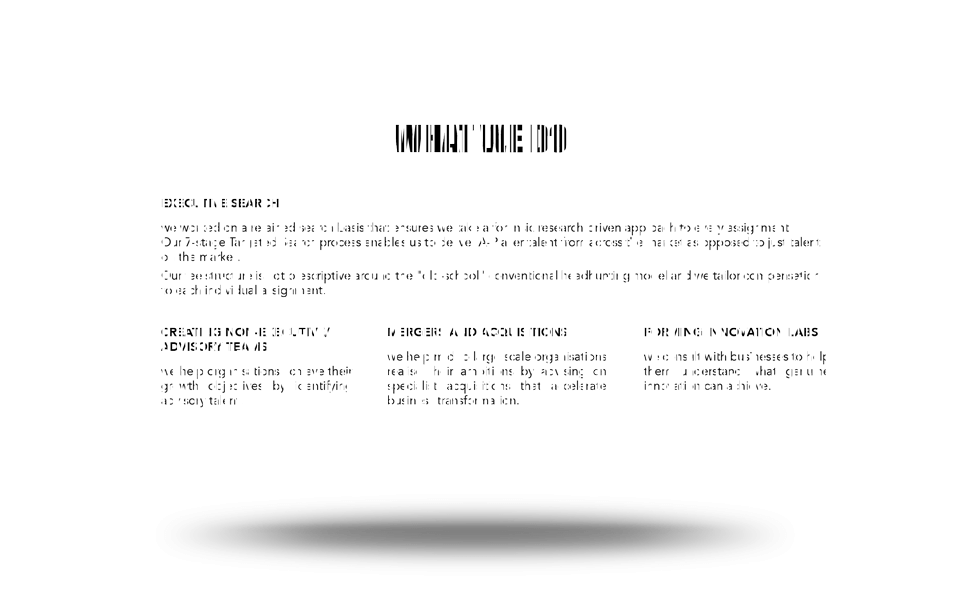 WHAT WE DO
EXECUTIVE SEARCH
We worked on a retained search basis that ensures we take a forensic research driven approach to every assignment.
Our 7-stage Targeted Search process enables us to deliver 'A-Player' talent from across the market as opposed to just talent
on the market.
Our fee structure is not prescriptive around the "old-school" conventional headhunting model and we tailor compensation
to each individual assignment.
CREATING NON-EXECUTIVE /
ADVISORY TEAMS
We help organisations achieve their
growth objectives by identifying
advisory talent
MERGERS AND ACQUISITIONS
We help mid to large scale organisations
realise their ambitions by advising on
specialist acquisitions that accelerate
business transformation.
FORMING INNOVATION LABS
We consult with businesses to help
them understand what genuine
innovation can achieve.